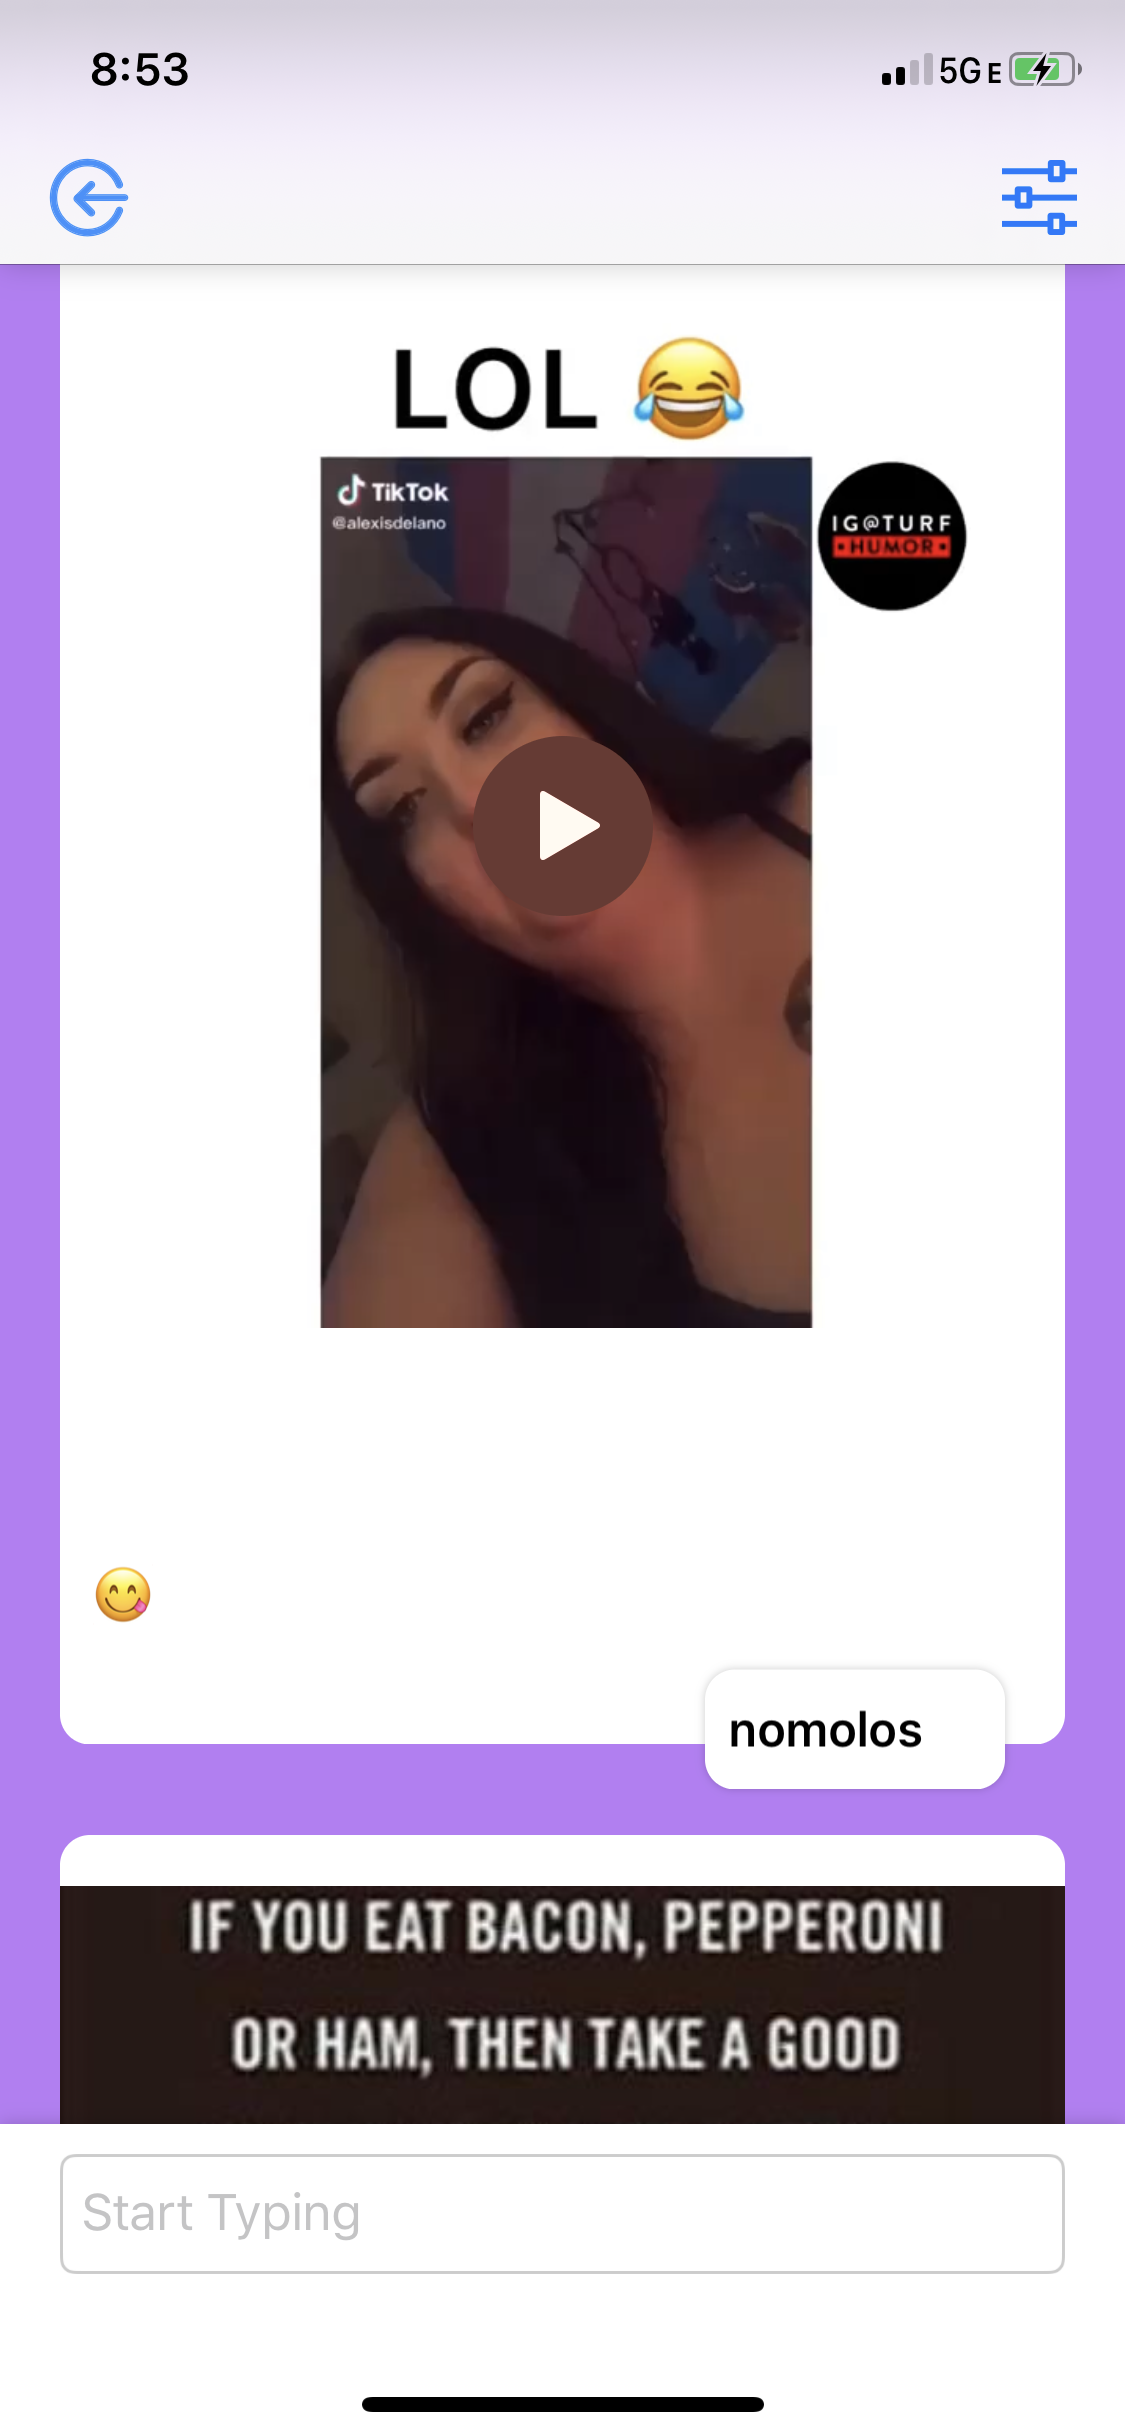 8:53
5G E
LOL 😂
TikTok
@alexisdelano
IG@TURF
•HUMOR•
😋
nomolos
IF YOU EAT BACON, PEPPERONI
OR HAM, THEN TAKE A GOOD
Start Typing